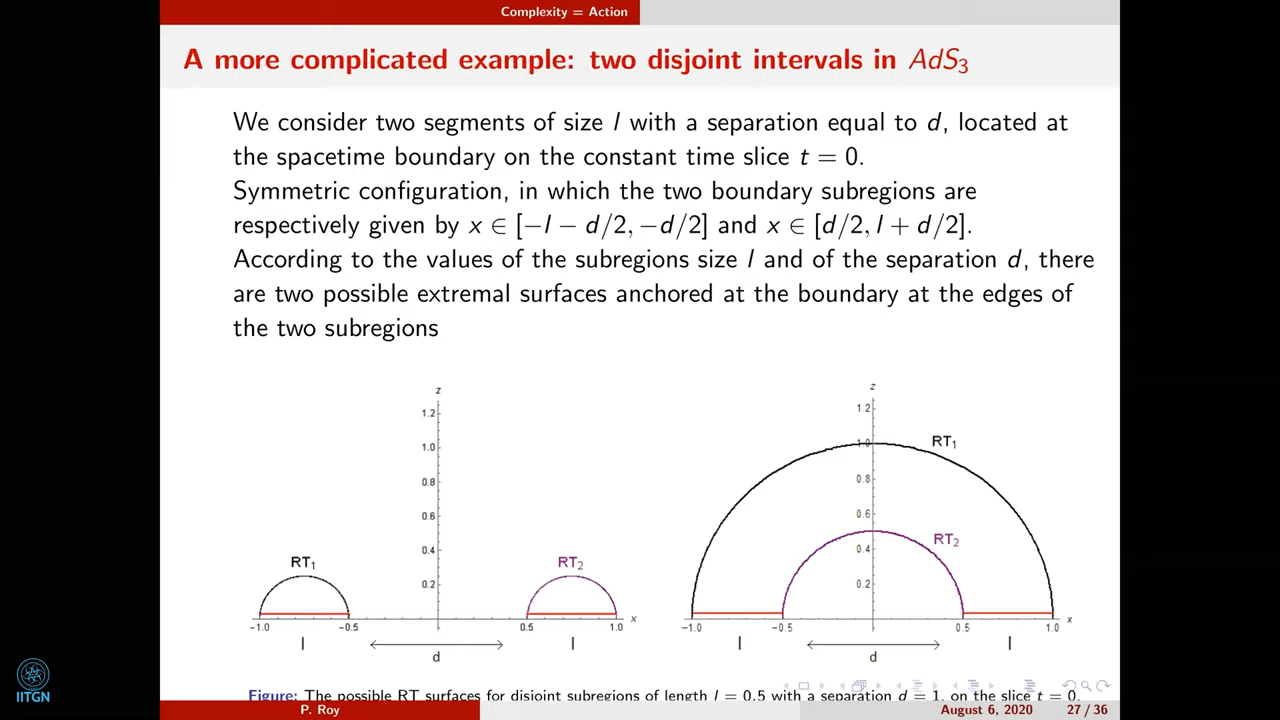 Complexity = Action
A more complicated example: two disjoint intervals in AdS₃
We consider two segments of size l with a separation equal to d, located at
the spacetime boundary on the constant time slice t = 0.
Symmetric configuration, in which the two boundary subregions are
respectively given by x ∈ [−l − d/2, −d/2] and x ∈ [d/2, l + d/2].
According to the values of the subregions size l and of the separation d, there
are two possible extremal surfaces anchored at the boundary at the edges of
the two subregions
z
1.2
1.0
0.8
0.6
0.4
0.2
RT₁
RT₂
−1.0 −0.5 0.5 1.0 x
l l
d
z
1.2
1.0
0.8
0.6
0.4
0.2
RT₁
RT₂
−1.0 −0.5 0.5 1.0 x
l l
d
Figure: The possible RT surfaces for disjoint subregions of length l = 0.5 with a separation d = 1, on the slice t = 0.
IITGN
P. Roy August 6, 2020 27 / 36